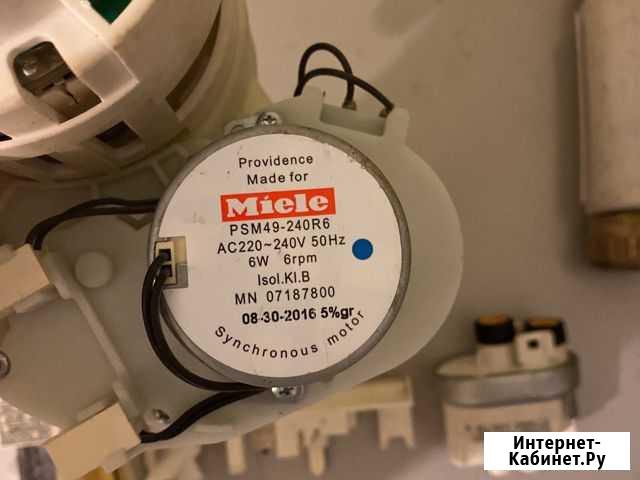 Providence
Made for
Miele
PSM49-240R6
AC220~240V 50Hz
6W 6rpm
Isol.Kl.B
MN 07187800
08-30-2016 5%gr
Synchronous motor
Интернет-
Кабинет.Ру